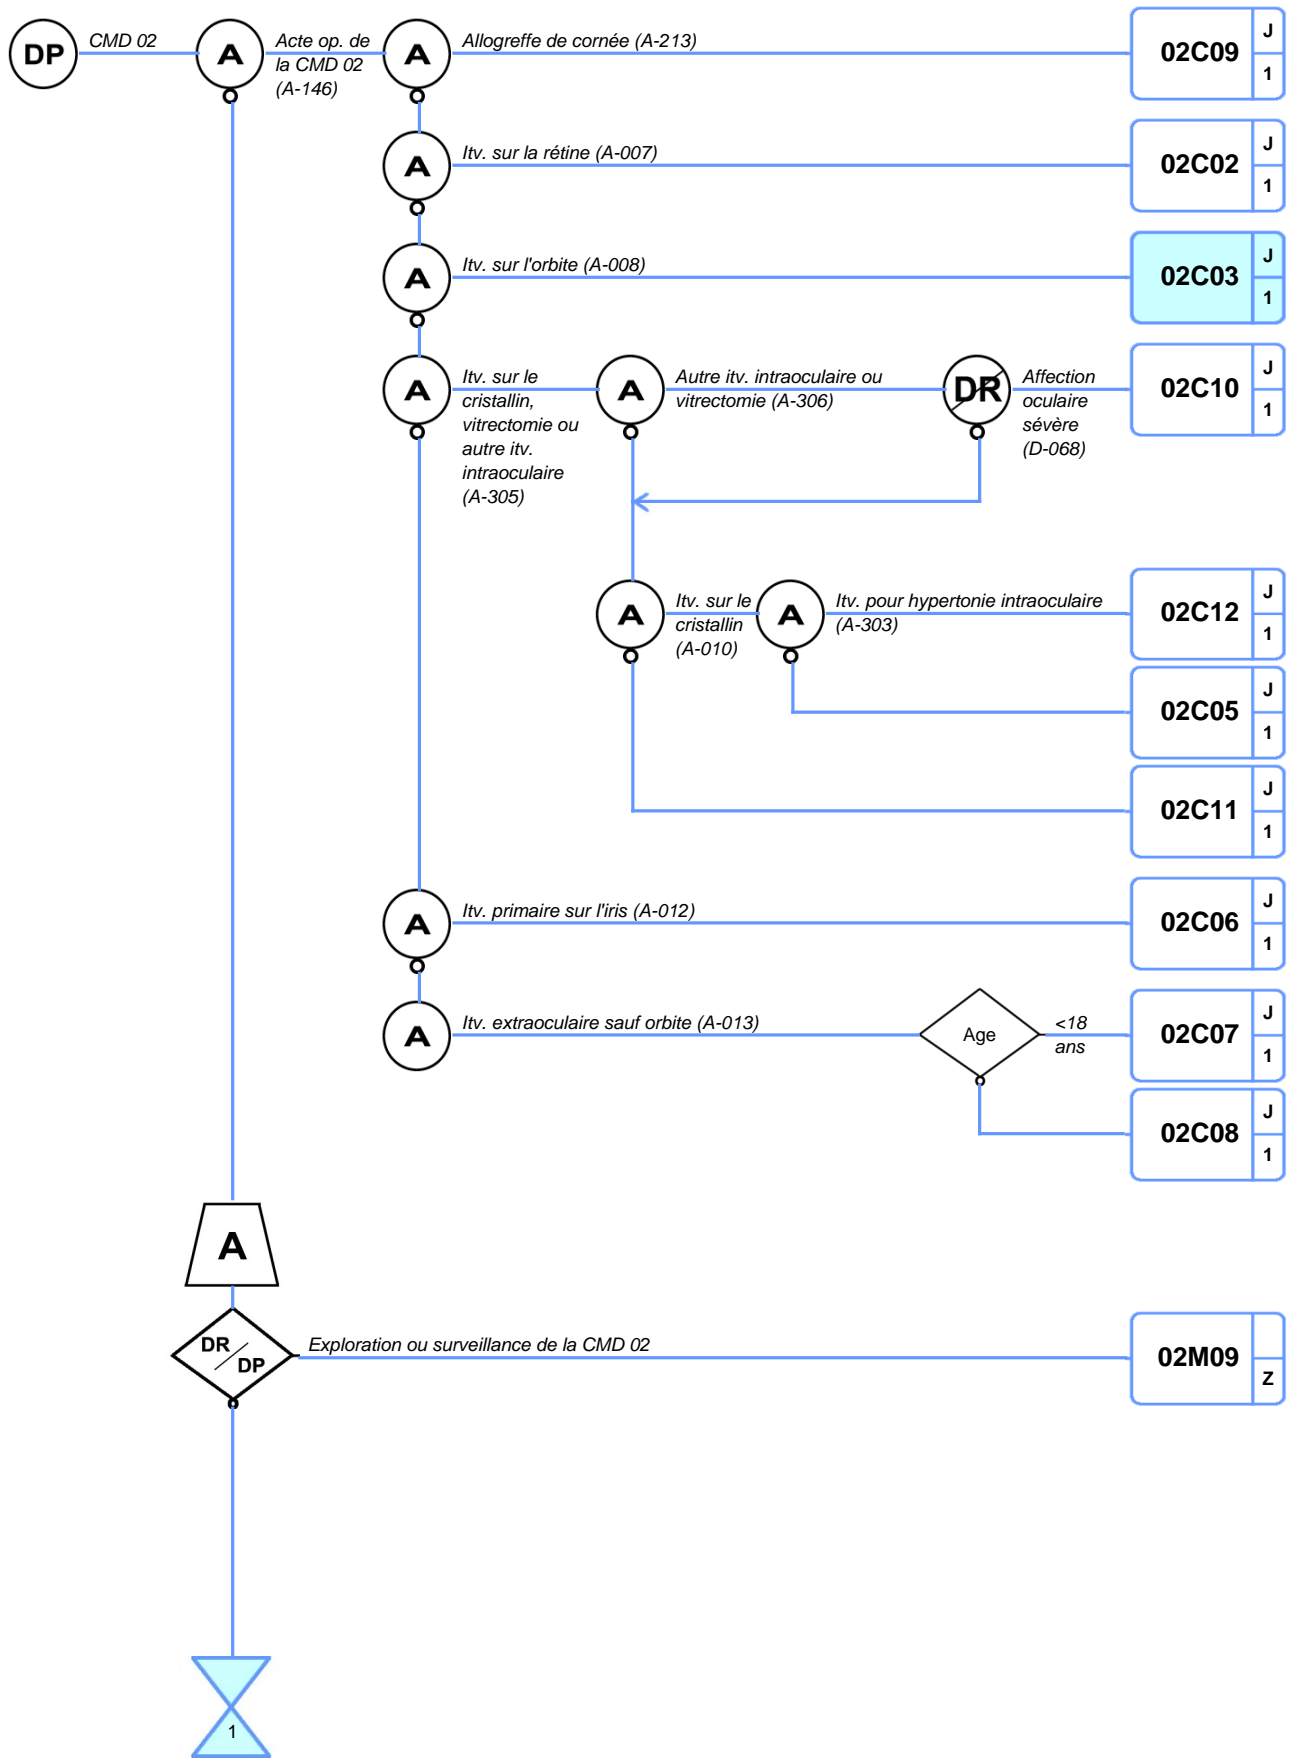 DP
CMD 02
A
Acte op. de
la CMD 02
(A-146)
A
Allogreffe de cornée (A-213)
02C09
J
1
A
Itv. sur la rétine (A-007)
02C02
J
1
A
Itv. sur l'orbite (A-008)
02C03
J
1
A
Itv. sur le
cristallin,
vitrectomie ou
autre itv.
intraoculaire
(A-305)
A
Autre itv. intraoculaire ou
vitrectomie (A-306)
DR
Affection
oculaire
sévère
(D-068)
02C10
J
1
A
Itv. sur le
cristallin
(A-010)
A
Itv. pour hypertonie intraoculaire
(A-303)
02C12
J
1
02C05
J
1
02C11
J
1
A
Itv. primaire sur l'iris (A-012)
02C06
J
1
A
Itv. extraoculaire sauf orbite (A-013)
Age
<18
ans
02C07
J
1
02C08
J
1
A
DR
DP
Exploration ou surveillance de la CMD 02
02M09
Z
1